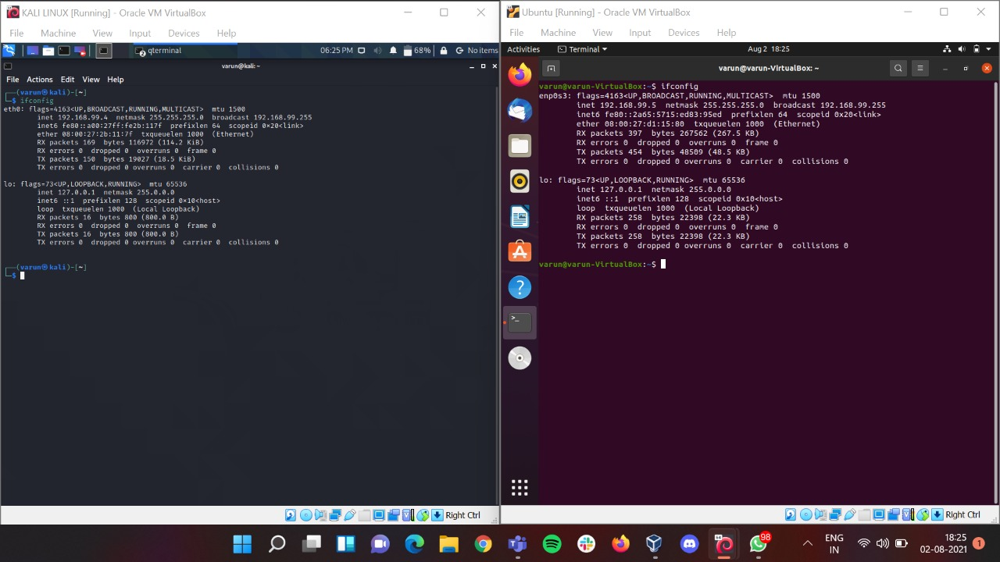 KALI LINUX [Running] - Oracle VM VirtualBox
File Machine View Input Devices Help
qterminal
2
06:25 PM
68%
No items
varun@kali: ~
File Actions Edit View Help
┌──(varun㉿kali)-[~]
└─$ ifconfig
eth0: flags=4163<UP,BROADCAST,RUNNING,MULTICAST>  mtu 1500
        inet 192.168.99.4  netmask 255.255.255.0  broadcast 192.168.99.255
        inet6 fe80::a00:27ff:fe2b:117f  prefixlen 64  scopeid 0x20<link>
        ether 08:00:27:2b:11:7f  txqueuelen 1000  (Ethernet)
        RX packets 169  bytes 116972 (114.2 KiB)
        RX errors 0  dropped 0  overruns 0  frame 0
        TX packets 150  bytes 19027 (18.5 KiB)
        TX errors 0  dropped 0 overruns 0  carrier 0  collisions 0
lo: flags=73<UP,LOOPBACK,RUNNING>  mtu 65536
        inet 127.0.0.1  netmask 255.0.0.0
        inet6 ::1  prefixlen 128  scopeid 0x10<host>
        loop  txqueuelen 1000  (Local Loopback)
        RX packets 16  bytes 800 (800.0 B)
        RX errors 0  dropped 0  overruns 0  frame 0
        TX packets 16  bytes 800 (800.0 B)
        TX errors 0  dropped 0 overruns 0  carrier 0  collisions 0
┌──(varun㉿kali)-[~]
└─$
Right Ctrl
Ubuntu [Running] - Oracle VM VirtualBox
File Machine View Input Devices Help
Activities
Terminal
Aug 2 18:25
varun@varun-VirtualBox: ~
varun@varun-VirtualBox:~$ ifconfig
enp0s3: flags=4163<UP,BROADCAST,RUNNING,MULTICAST>  mtu 1500
        inet 192.168.99.5  netmask 255.255.255.0  broadcast 192.168.99.255
        inet6 fe80::2a65:5715:ed83:95ed  prefixlen 64  scopeid 0x20<link>
        ether 08:00:27:d1:15:80  txqueuelen 1000  (Ethernet)
        RX packets 397  bytes 267562 (267.5 KB)
        RX errors 0  dropped 0  overruns 0  frame 0
        TX packets 454  bytes 48509 (48.5 KB)
        TX errors 0  dropped 0 overruns 0  carrier 0  collisions 0
lo: flags=73<UP,LOOPBACK,RUNNING>  mtu 65536
        inet 127.0.0.1  netmask 255.0.0.0
        inet6 ::1  prefixlen 128  scopeid 0x10<host>
        loop  txqueuelen 1000  (Local Loopback)
        RX packets 258  bytes 22398 (22.3 KB)
        RX errors 0  dropped 0  overruns 0  frame 0
        TX packets 258  bytes 22398 (22.3 KB)
        TX errors 0  dropped 0 overruns 0  carrier 0  collisions 0
varun@varun-VirtualBox:~$
Right Ctrl
98
ENG
IN
18:25
02-08-2021
1